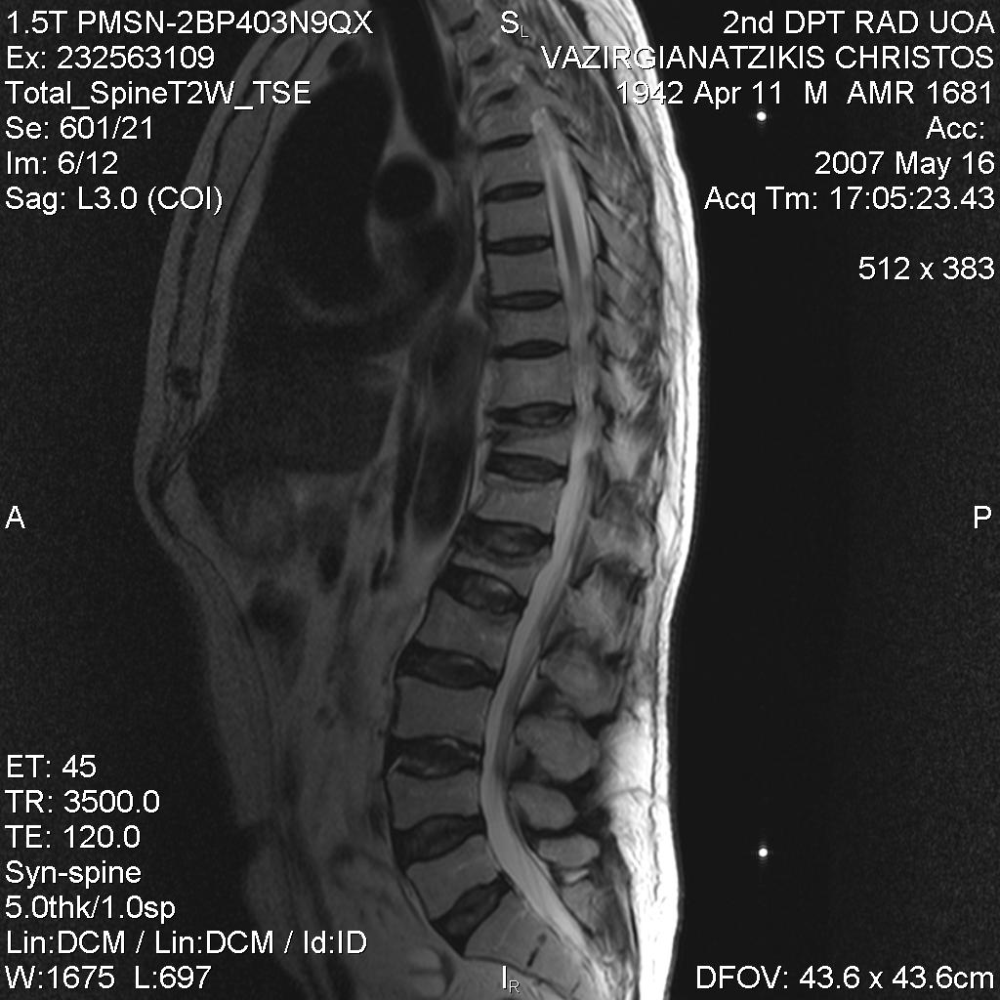 1.5T PMSN-2BP403N9QX
Ex: 232563109
Total_SpineT2W_TSE
Se: 601/21
Im: 6/12
Sag: L3.0 (COI)
SL
2nd DPT RAD UOA
VAZIRGIANATZIKIS CHRISTOS
1942 Apr 11 M AMR 1681
Acc:
2007 May 16
Acq Tm: 17:05:23.43
512 x 383
A
P
ET: 45
TR: 3500.0
TE: 120.0
Syn-spine
5.0thk/1.0sp
Lin:DCM / Lin:DCM / Id:ID
W:1675 L:697
IR
DFOV: 43.6 x 43.6cm